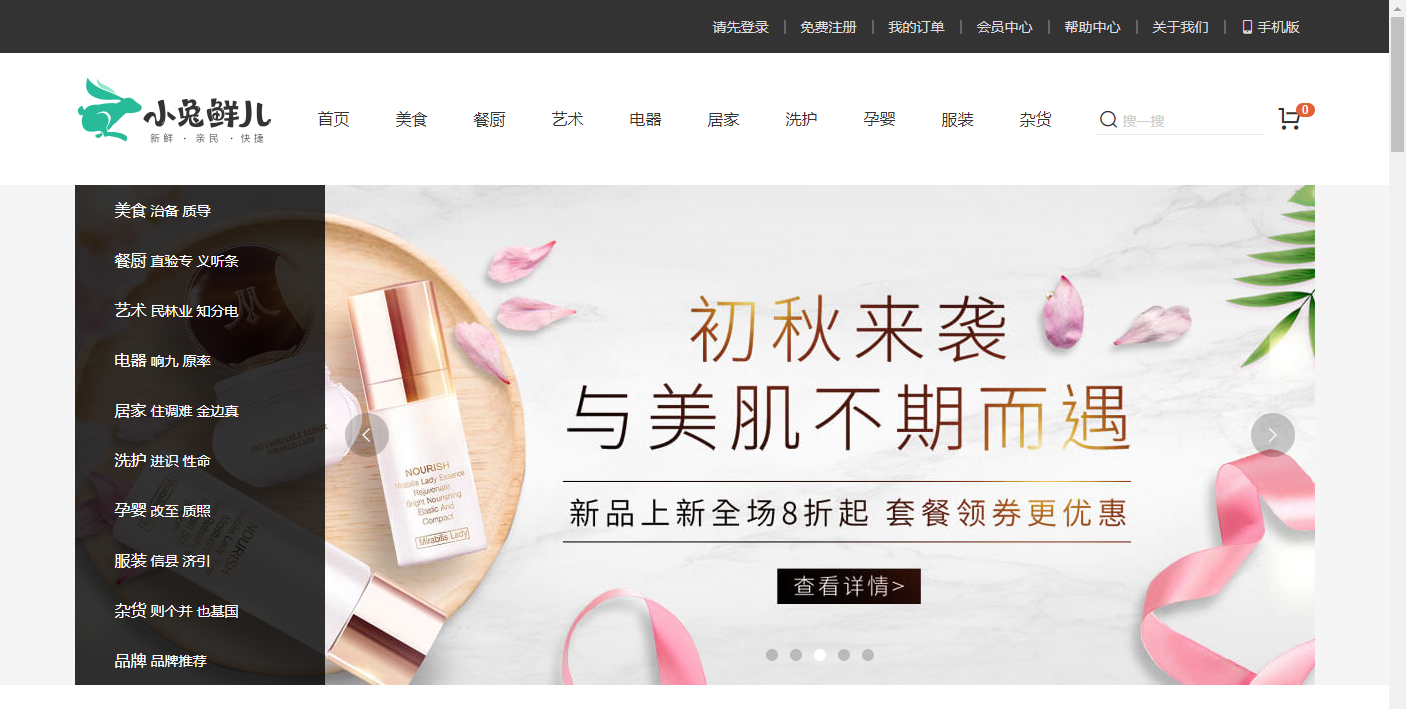 请先登录 免费注册 我的订单 会员中心 帮助中心 关于我们 手机版
小兔鲜儿
新鲜 · 亲民 · 快捷
首页 美食 餐厨 艺术 电器 居家 洗护 孕婴 服装 杂货 搜一搜 0
美食 治备 质导
餐厨 直验专 义听条
艺术 民林业 知分电
电器 响九 原率
居家 住调难 金边真
洗护 进识 性命
孕婴 改至 质照
服装 信县 济引
杂货 则个并 也基国
品牌 品牌推荐
初秋来袭
与美肌不期而遇
新品上新全场8折起 套餐领券更优惠
查看详情>
NOURISH
Mirabilis Lady Essence
Rejuvenate
Bright Nourishing
Elastic And
Compact
Mirabilis Lady
NOURISH